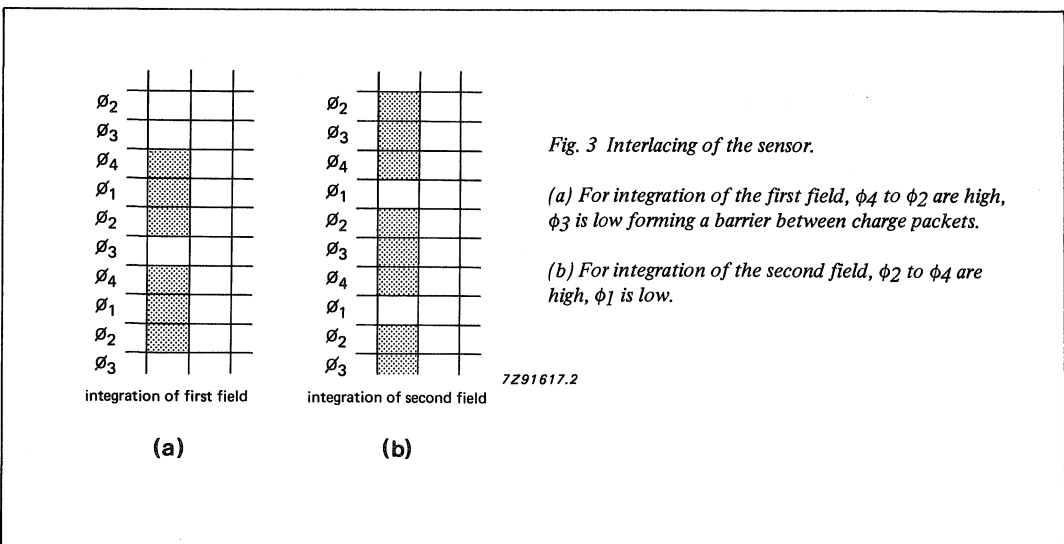 Ø2
Ø3
Ø4
Ø1
Ø2
Ø3
Ø4
Ø1
Ø2
Ø3
integration of first field
(a)
Ø2
Ø3
Ø4
Ø1
Ø2
Ø3
Ø4
Ø1
Ø2
Ø3
integration of second field
(b)
7Z91617.2
Fig. 3 Interlacing of the sensor.
(a) For integration of the first field, ϕ4 to ϕ2 are high,
ϕ3 is low forming a barrier between charge packets.
(b) For integration of the second field, ϕ2 to ϕ4 are
high, ϕ1 is low.